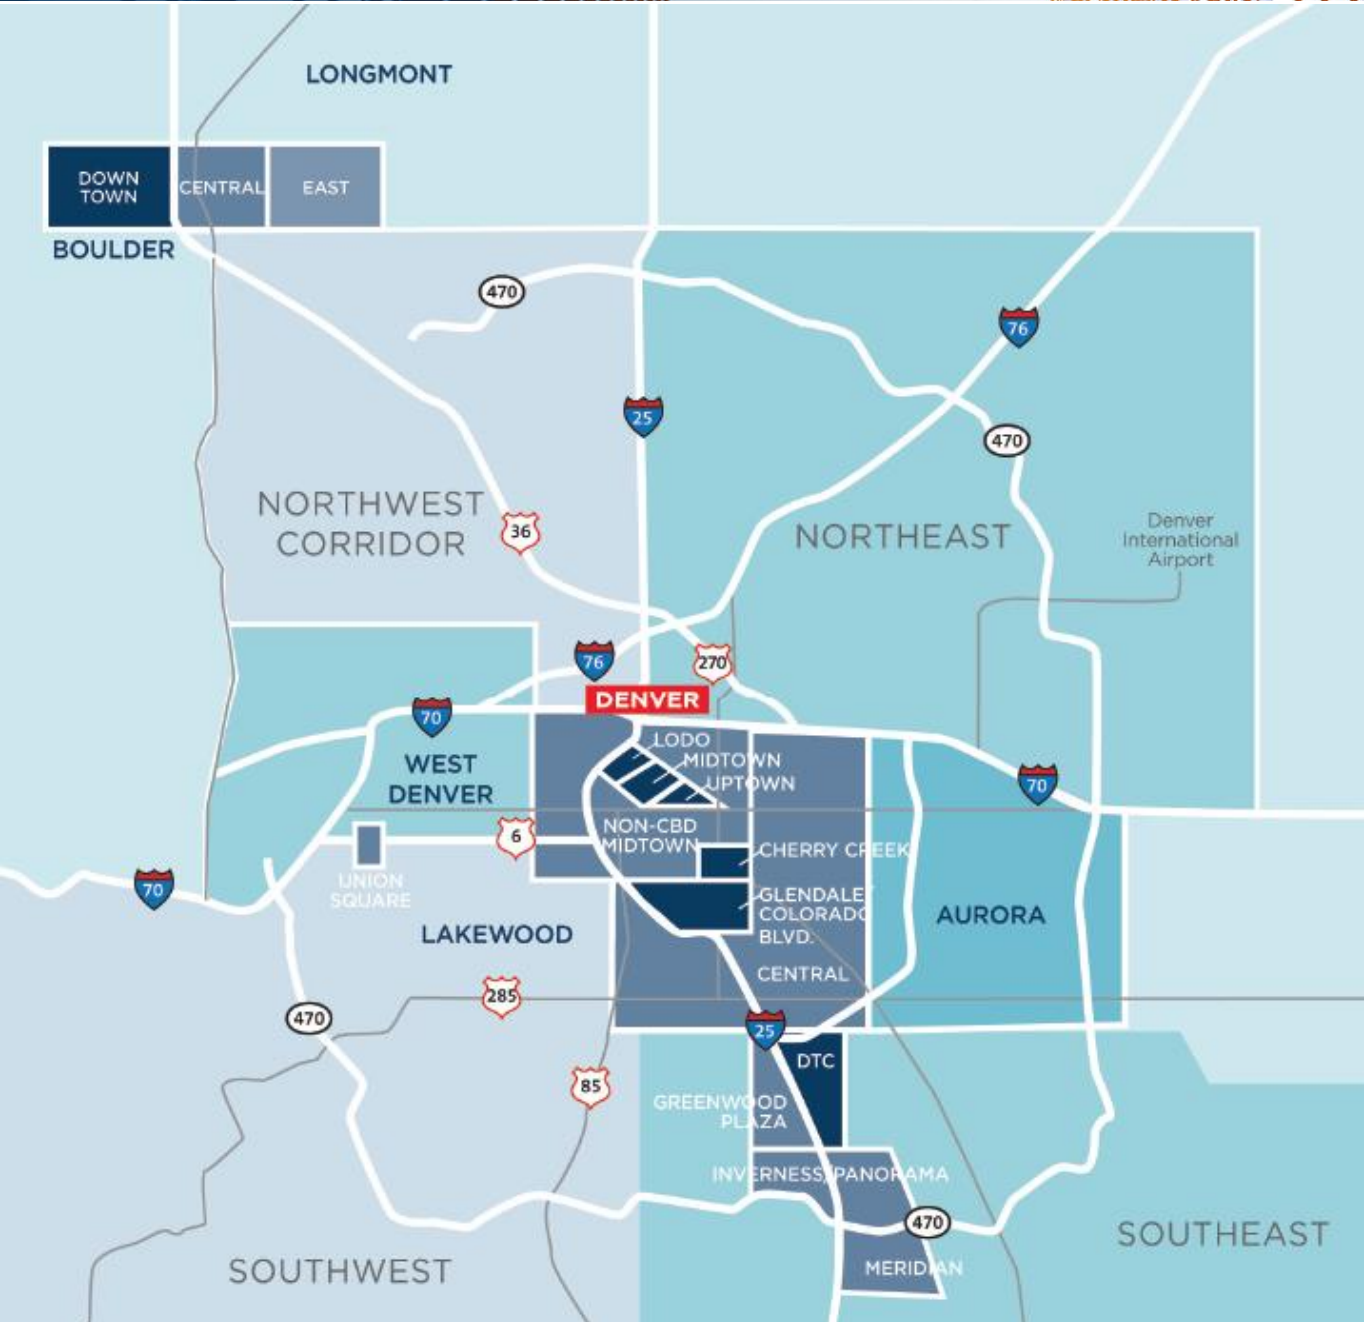 LONGMONT
DOWN
TOWN
CENTRAL
EAST
BOULDER
470
76
25
470
NORTHWEST
CORRIDOR
36
NORTHEAST
Denver
International
Airport
76
270
DENVER
70
LODO
MIDTOWN
UPTOWN
WEST
DENVER
70
6
NON-CBD
MIDTOWN
CHERRY CREEK
70
UNION
SQUARE
GLENDALE/
COLORADO
BLVD.
AURORA
LAKEWOOD
CENTRAL
285
470
25
DTC
85
GREENWOOD
PLAZA
INVERNESS/PANORAMA
470
SOUTHEAST
SOUTHWEST
MERIDIAN